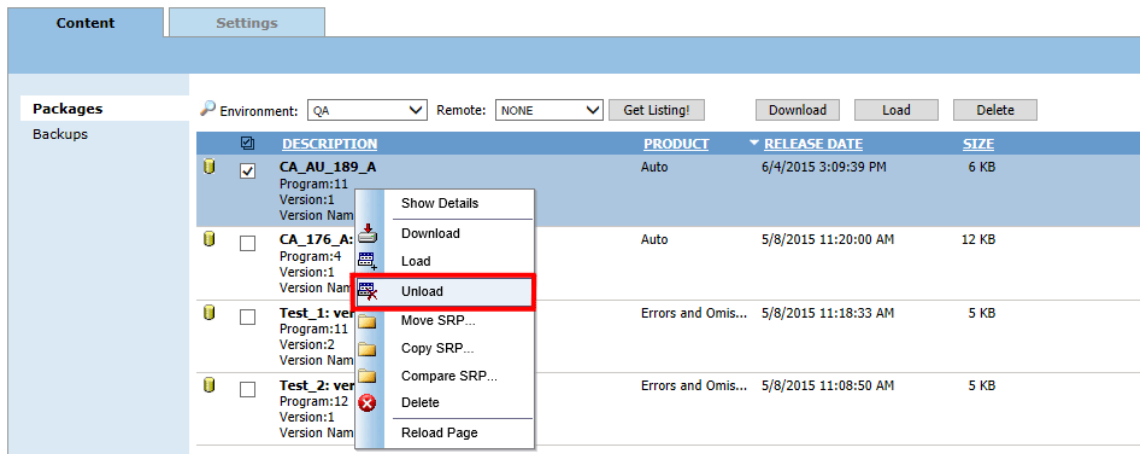 Content Settings
Packages
Backups
Environment: QA Remote: NONE Get Listing! Download Load Delete
DESCRIPTION PRODUCT RELEASE DATE SIZE
CA_AU_189_A Auto 6/4/2015 3:09:39 PM 6 KB
Program:11
Version:1
Version Nam
CA_176_A: Auto 5/8/2015 11:20:00 AM 12 KB
Program:4
Version:1
Version Nam
Test_1: ver Errors and Omis... 5/8/2015 11:18:33 AM 5 KB
Program:11
Version:2
Version Nam
Test_2: ver Errors and Omis... 5/8/2015 11:08:50 AM 5 KB
Program:12
Version:1
Version Nam
Show Details
Download
Load
Unload
Move SRP...
Copy SRP...
Compare SRP...
Delete
Reload Page